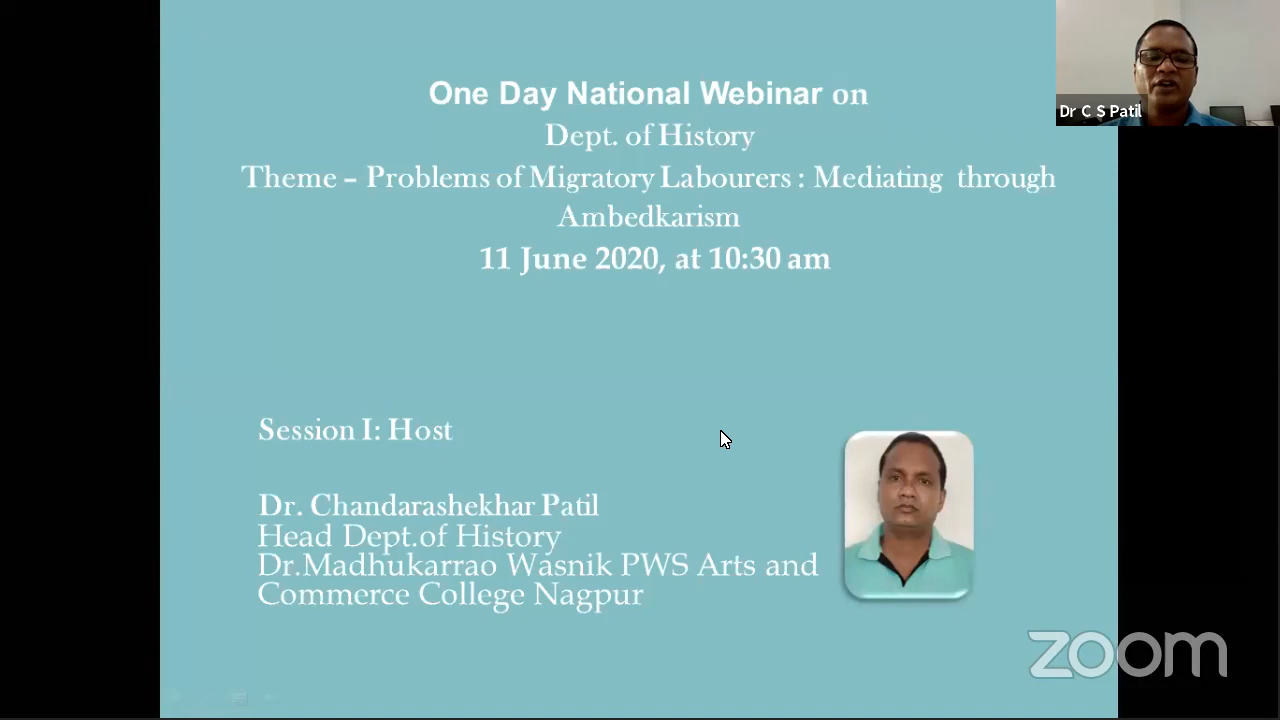 One Day National Webinar on
Dept. of History
Theme – Problems of Migratory Labourers : Mediating through
Ambedkarism
11 June 2020, at 10:30 am
Dr C S Patil
Session I: Host
Dr. Chandarashekhar Patil
Head Dept.of History
Dr.Madhukarrao Wasnik PWS Arts and
Commerce College Nagpur
zoom